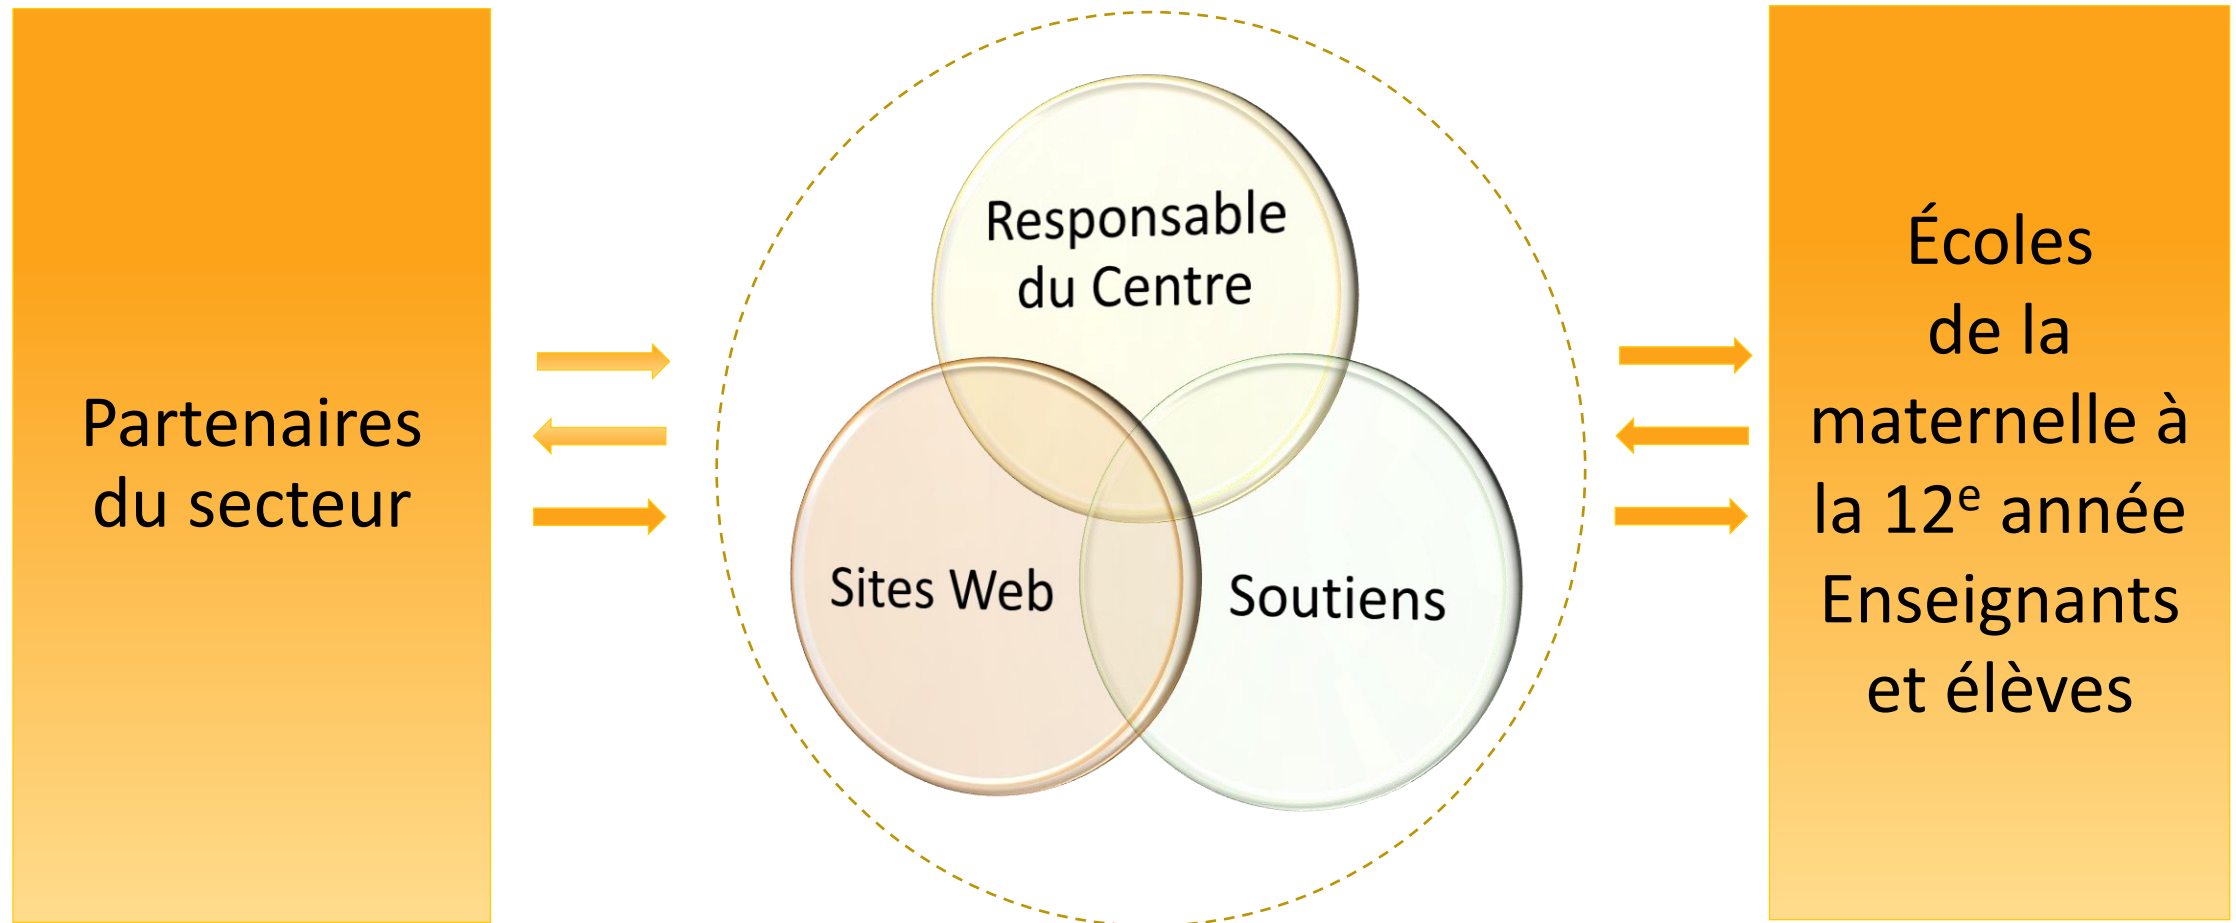 Partenaires
du secteur
Responsable
du Centre
Sites Web
Soutiens
Écoles
de la
maternelle à
la 12e année
Enseignants
et élèves